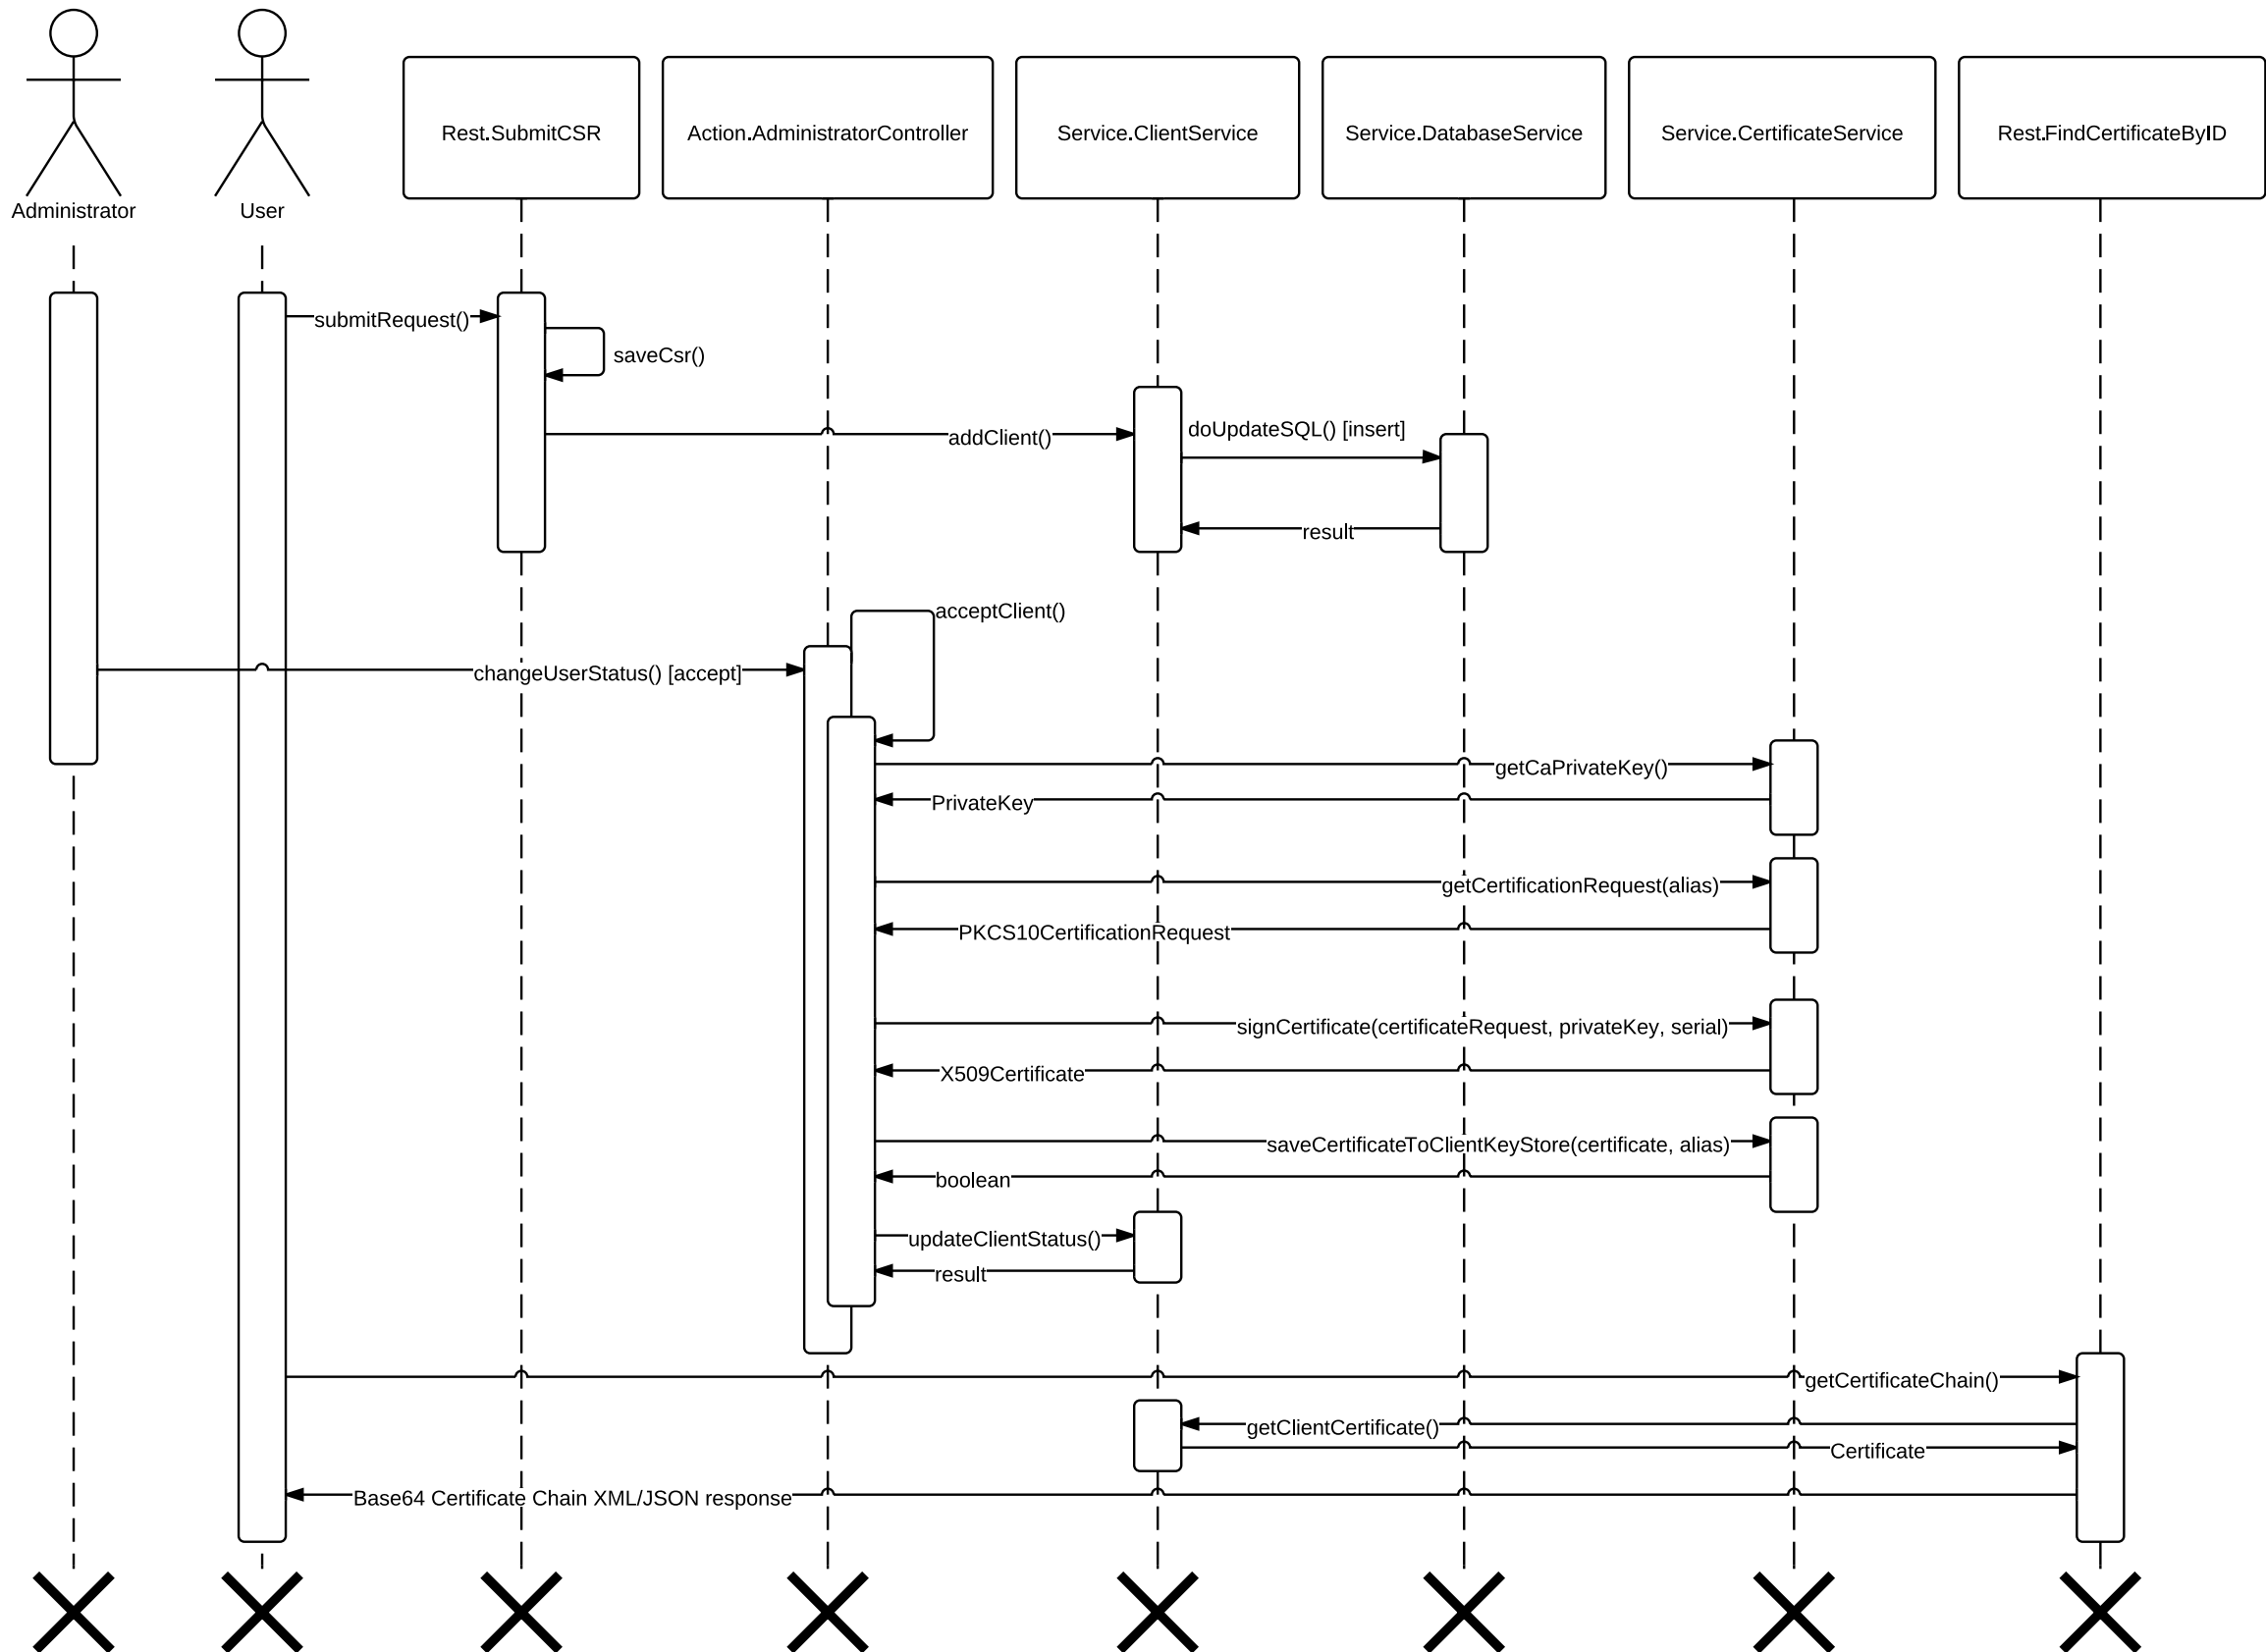 Administrator
User
Rest.SubmitCSR
Action.AdministratorController
Service.ClientService
Service.DatabaseService
Service.CertificateService
Rest.FindCertificateByID
submitRequest()
saveCsr()
addClient()
doUpdateSQL() [insert]
result
acceptClient()
changeUserStatus() [accept]
getCaPrivateKey()
PrivateKey
getCertificationRequest(alias)
PKCS10CertificationRequest
signCertificate(certificateRequest, privateKey, serial)
X509Certificate
saveCertificateToClientKeyStore(certificate, alias)
boolean
updateClientStatus()
result
getCertificateChain()
getClientCertificate()
Certificate
Base64 Certificate Chain XML/JSON response